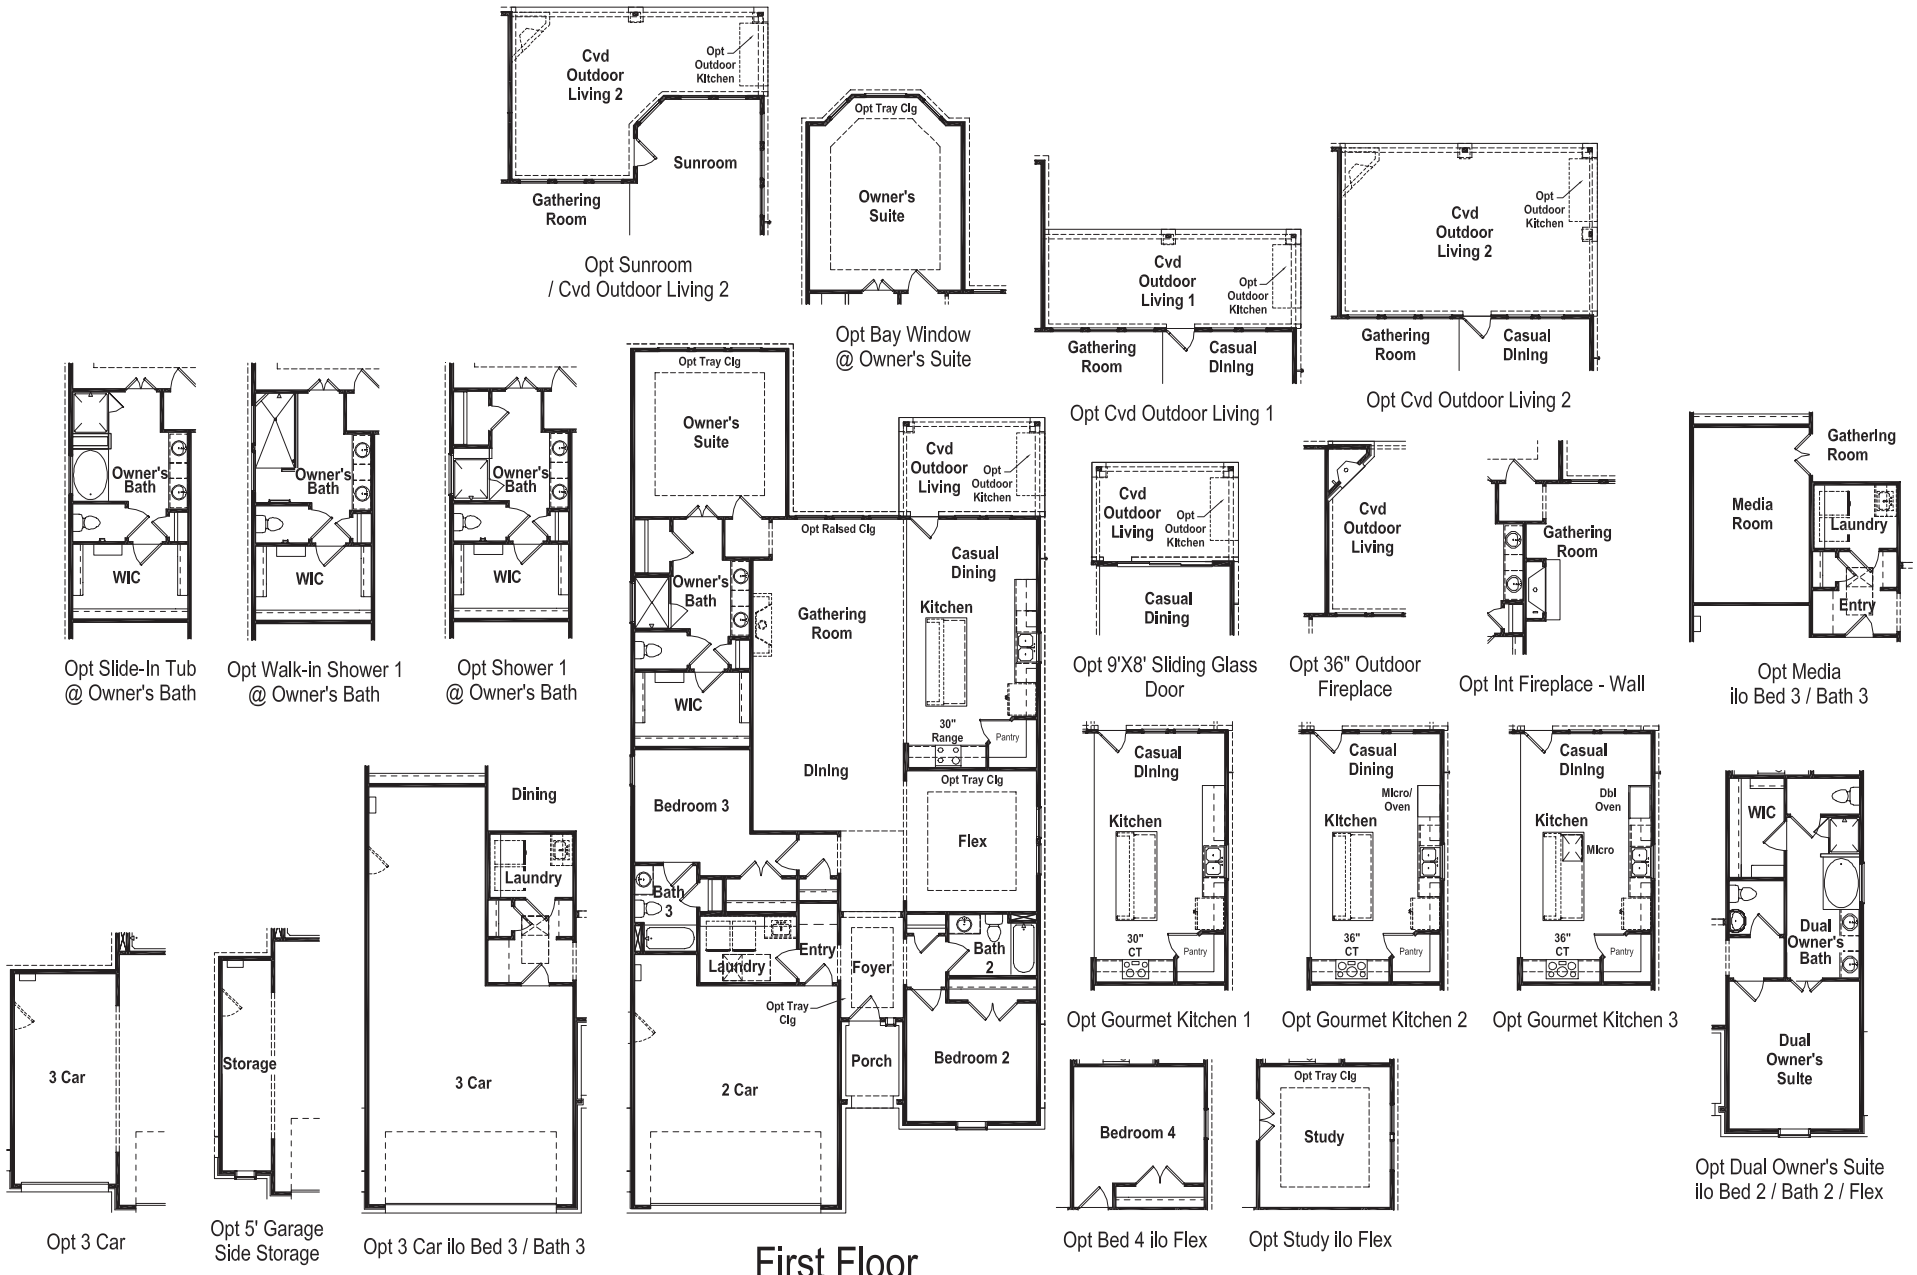 Cvd
Outdoor
Living 2
Opt
Outdoor
Kitchen
Sunroom
Gathering
Room
Opt Sunroom
/ Cvd Outdoor Living 2
Opt Tray Clg
Owner's
Suite
Opt Bay Window
@ Owner's Suite
Cvd
Outdoor
Living 1
Opt
Outdoor
Kitchen
Gathering
Room
Casual
Dining
Opt Cvd Outdoor Living 1
Cvd
Outdoor
Living 2
Opt
Outdoor
Kitchen
Gathering
Room
Casual
Dining
Opt Cvd Outdoor Living 2
Owner's
Bath
WIC
Opt Slide-In Tub
@ Owner's Bath
Owner's
Bath
WIC
Opt Walk-in Shower 1
@ Owner's Bath
Owner's
Bath
WIC
Opt Shower 1
@ Owner's Bath
Opt Tray Clg
Owner's
Suite
Cvd
Outdoor
Living
Opt
Outdoor
Kitchen
Opt Raised Clg
Casual
Dining
Owner's
Bath
Gathering
Room
Kitchen
WIC
30"
Range
Pantry
Dining
Opt Tray Clg
Bedroom 3
Flex
Bath
3
Laundry
Entry
Foyer
Bath
2
Opt Tray
Clg
Porch
Bedroom 2
2 Car
First Floor
Cvd
Outdoor
Living
Opt
Outdoor
Kitchen
Casual
Dining
Opt 9'X8' Sliding Glass
Door
Cvd
Outdoor
Living
Opt 36" Outdoor
Fireplace
Gathering
Room
Opt Int Fireplace - Wall
Gathering
Room
Media
Room
Laundry
Entry
Opt Media
ilo Bed 3 / Bath 3
Casual
Dining
Kitchen
30"
CT
Pantry
Opt Gourmet Kitchen 1
Casual
Dining
Micro/
Oven
Kitchen
36"
CT
Pantry
Opt Gourmet Kitchen 2
Casual
Dining
Dbl
Oven
Kitchen
Micro
36"
CT
Pantry
Opt Gourmet Kitchen 3
WIC
Dual
Owner's
Bath
Dual
Owner's
Suite
Opt Dual Owner's Suite
ilo Bed 2 / Bath 2 / Flex
3 Car
Opt 3 Car
Storage
Opt 5' Garage
Side Storage
Dining
Laundry
3 Car
Opt 3 Car ilo Bed 3 / Bath 3
Bedroom 4
Opt Bed 4 ilo Flex
Opt Tray Clg
Study
Opt Study ilo Flex